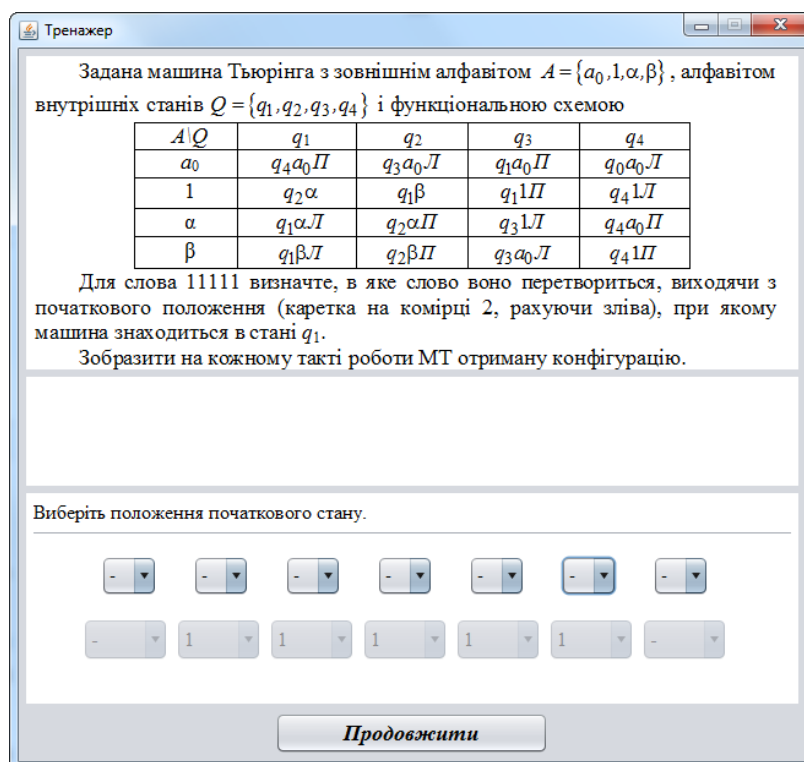 Тренажер
Задана машина Тьюрінга з зовнішнім алфавітом A = {a₀,1,α,β}, алфавітом
внутрішніх станів Q = {q₁,q₂,q₃,q₄} і функціональною схемою
A\Q q₁ q₂ q₃ q₄
a₀ q₄a₀П q₃a₀Л q₁a₀П q₀a₀Л
1 q₂α q₁β q₁1П q₄1Л
α q₁αЛ q₂αП q₃1Л q₄a₀П
β q₁βЛ q₂βП q₃a₀Л q₄1П
Для слова 11111 визначте, в яке слово воно перетвориться, виходячи з
початкового положення (каретка на комірці 2, рахуючи зліва), при якому
машина знаходиться в стані q₁.
Зобразити на кожному такті роботи МТ отриману конфігурацію.
Виберіть положення початкового стану.
- - - - - - -
- 1 1 1 1 1 -
Продовжити